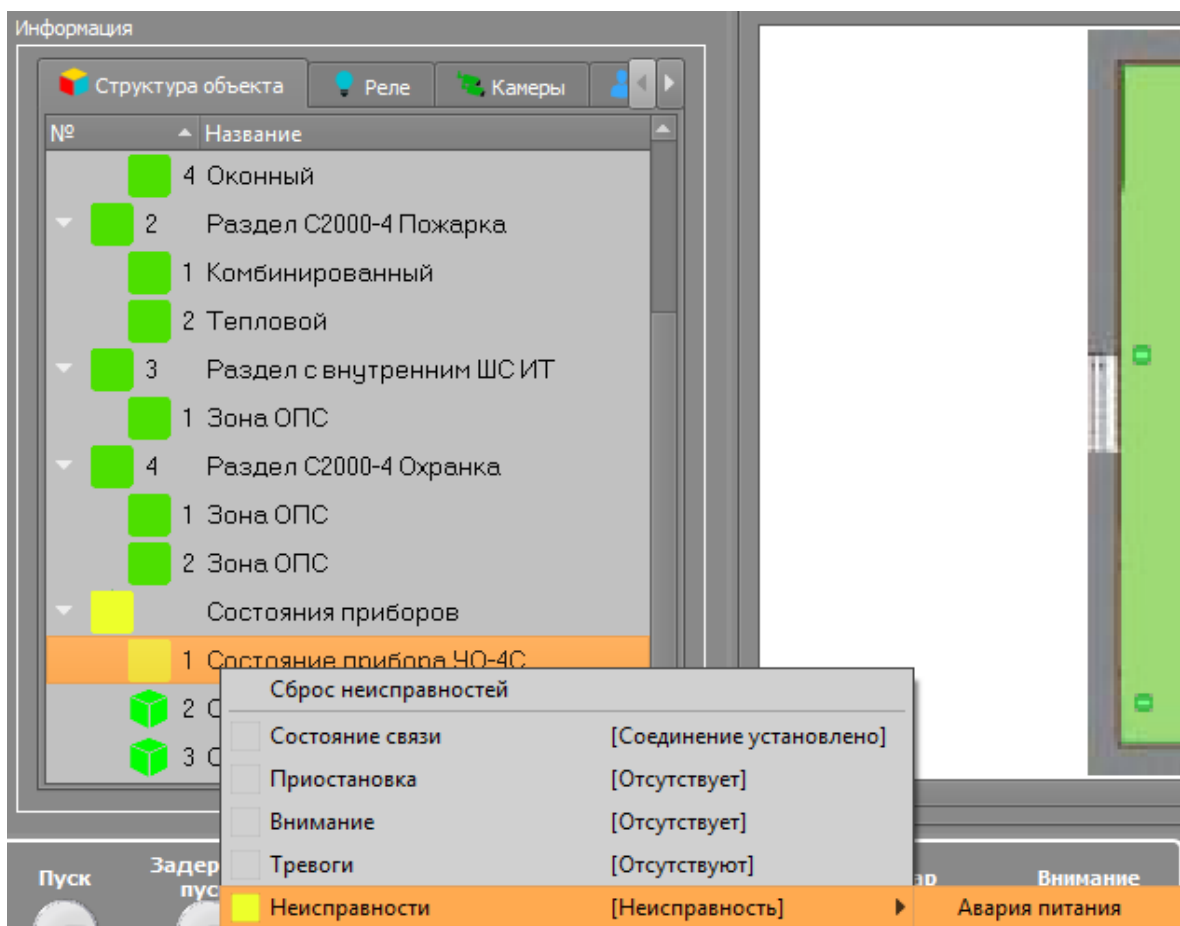 Информация
Структура объекта Реле Камеры
№ Название
4 Оконный
2 Раздел С2000-4 Пожарка
1 Комбинированный
2 Тепловой
3 Раздел с внутренним ШС ИТ
1 Зона ОПС
4 Раздел С2000-4 Охранка
1 Зона ОПС
2 Зона ОПС
Состояния приборов
1 Состояние прибора УО-4С
2 С
3 С
Сброс неисправностей
Состояние связи [Соединение установлено]
Приостановка [Отсутствует]
Внимание [Отсутствует]
Тревоги [Отсутствуют]
Неисправности [Неисправность] Авария питания
Пуск
Внимание